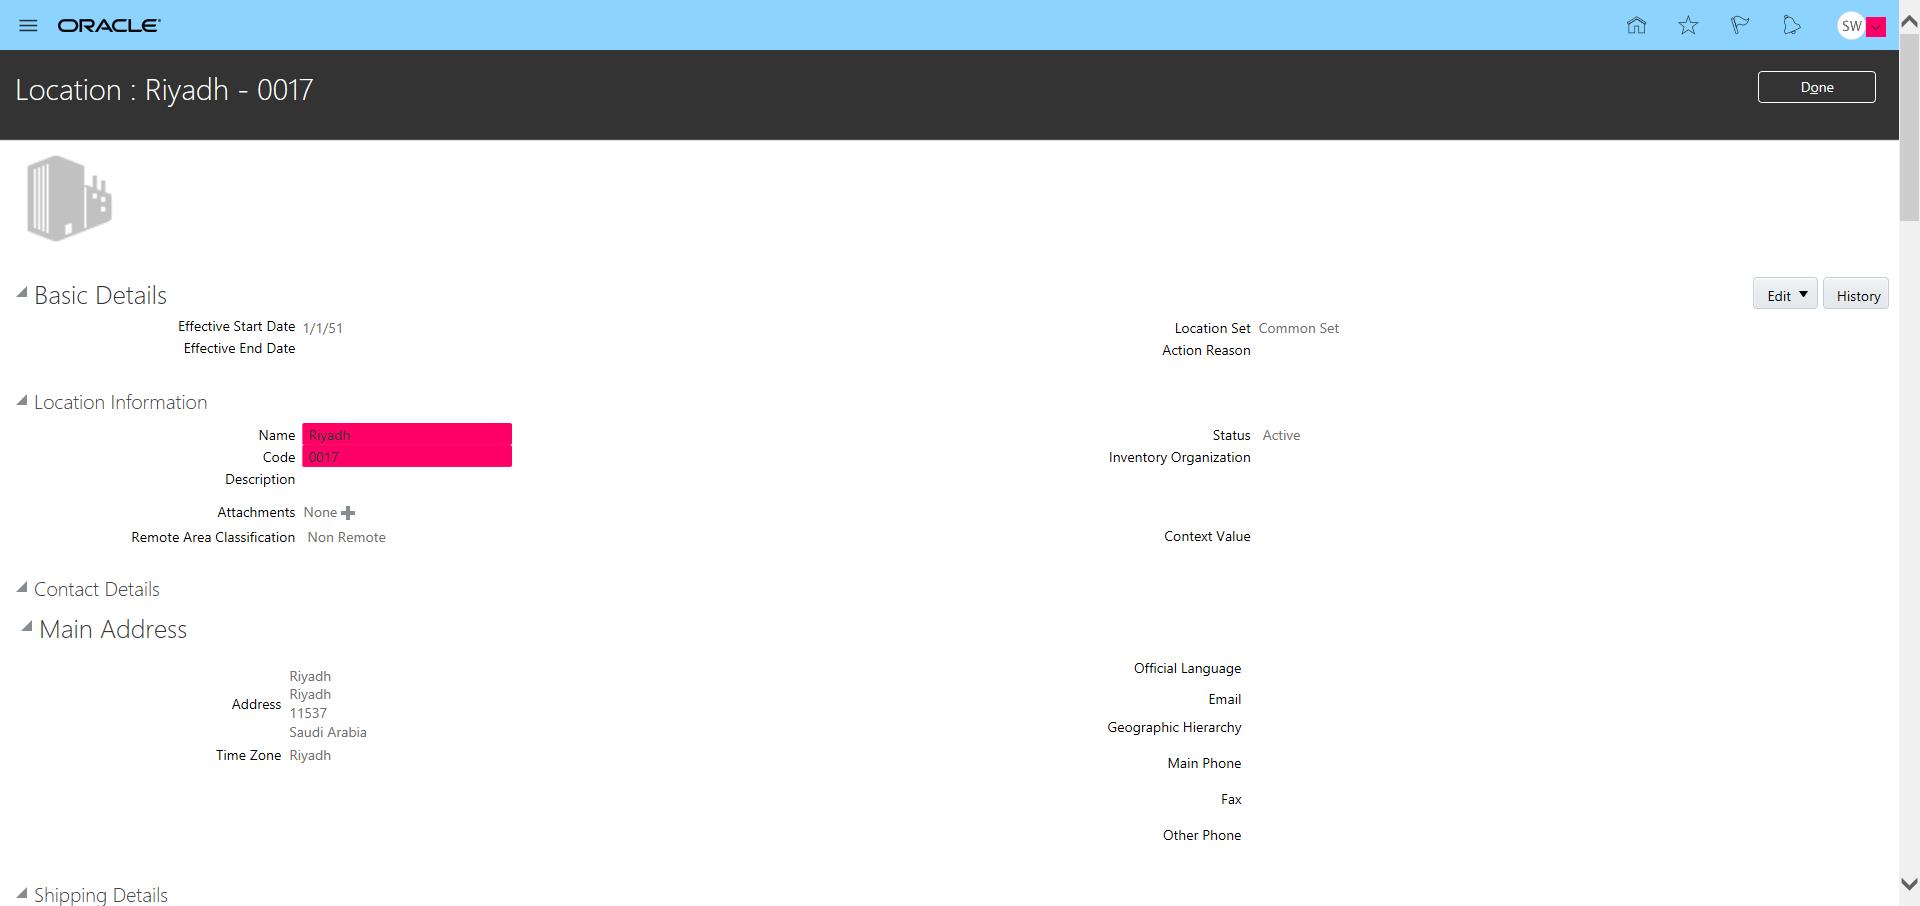 ORACLE
SW
Location : Riyadh - 0017
Done
Basic Details
Edit
History
Effective Start Date 1/1/51
Location Set Common Set
Effective End Date
Action Reason
Location Information
Name Riyadh
Status Active
Code 0017
Inventory Organization
Description
Attachments None
Remote Area Classification Non Remote
Context Value
Contact Details
Main Address
Address Riyadh
Riyadh
11537
Saudi Arabia
Time Zone Riyadh
Official Language
Email
Geographic Hierarchy
Main Phone
Fax
Other Phone
Shipping Details